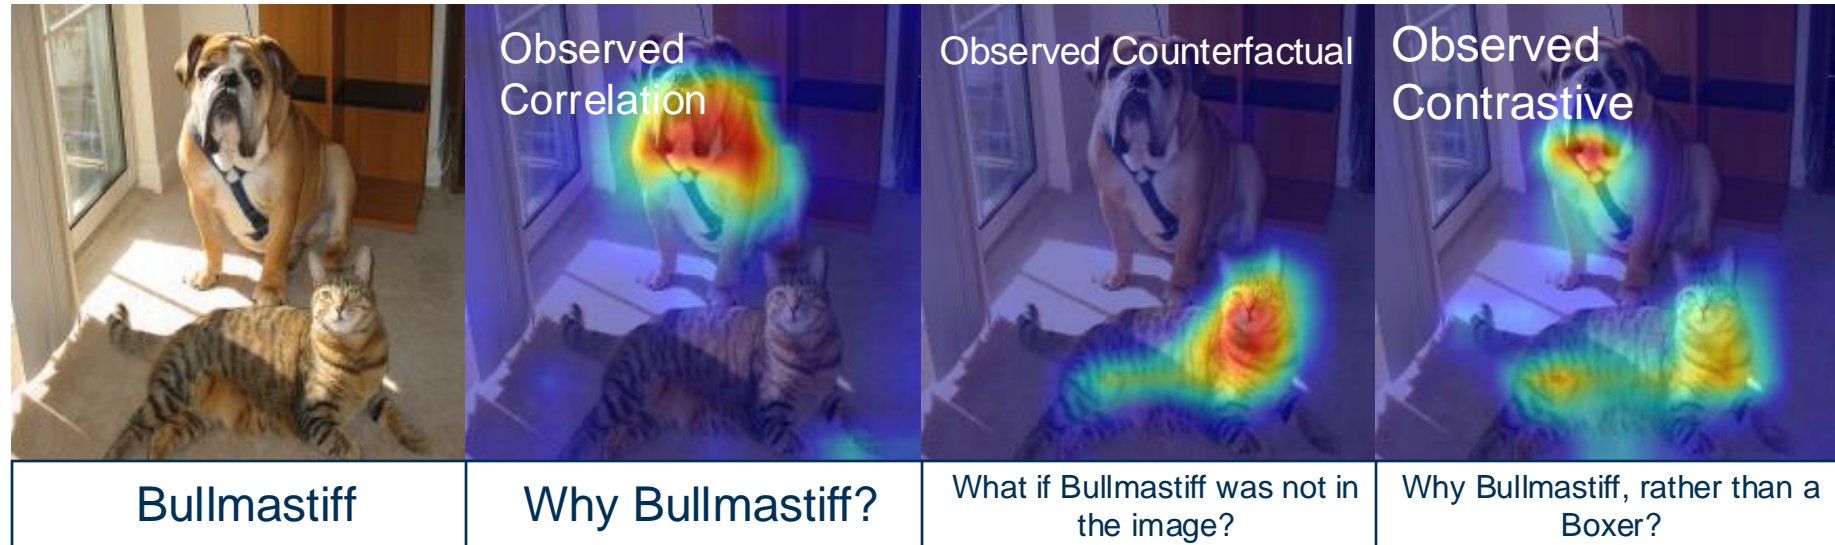 Observed
Correlation
Observed Counterfactual
Observed
Contrastive
Bullmastiff
Why Bullmastiff?
What if Bullmastiff was not in
the image?
Why Bullmastiff, rather than a
Boxer?